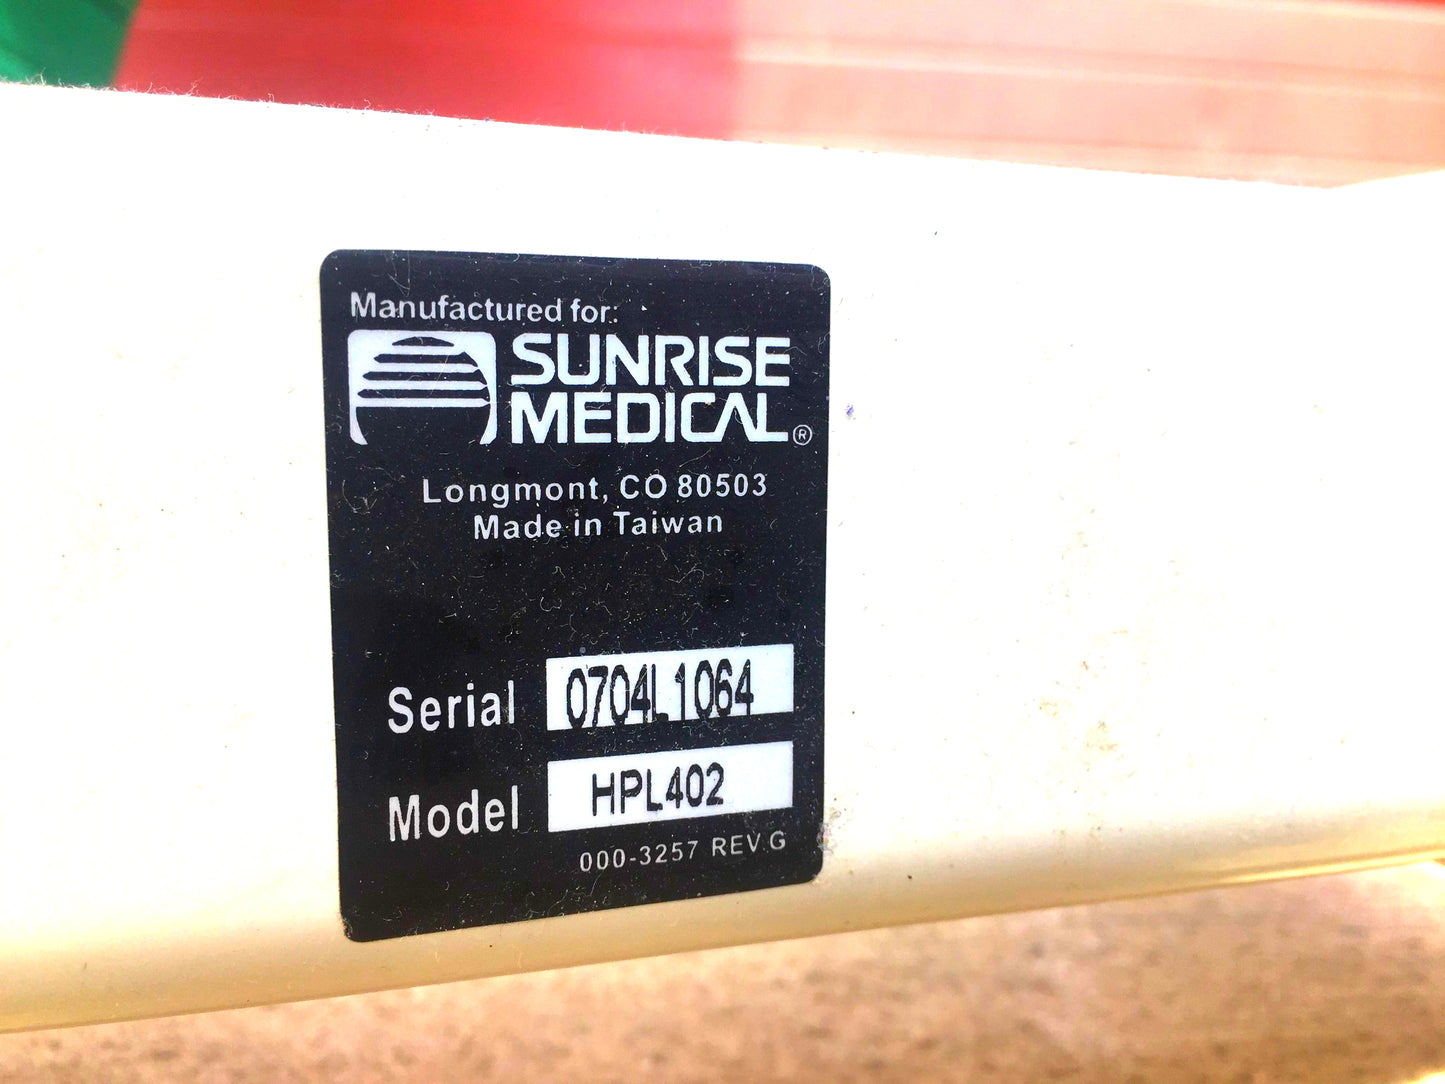 Manufactured for:
SUNRISE
MEDICAL®
Longmont, CO 80503
Made in Taiwan
Serial 0704L1064
Model HPL402
000-3257 REV.G